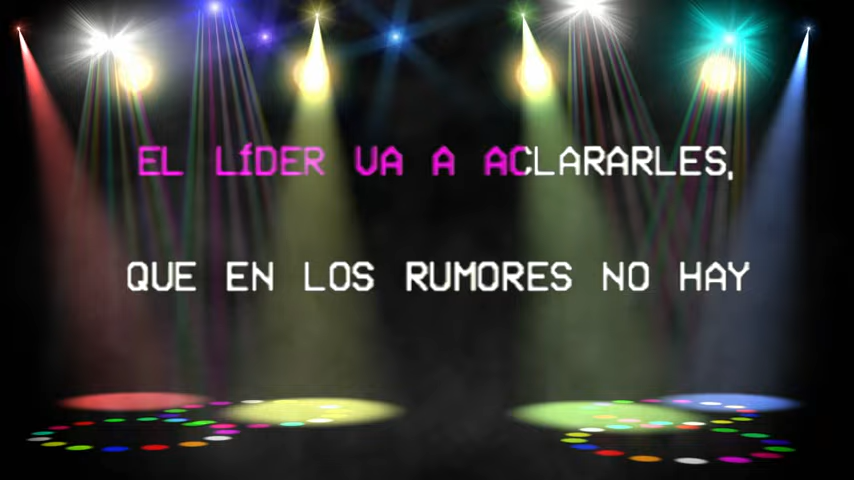 EL LíDER VA A ACLARARLES,
QUE EN LOS RUMORES NO HAY